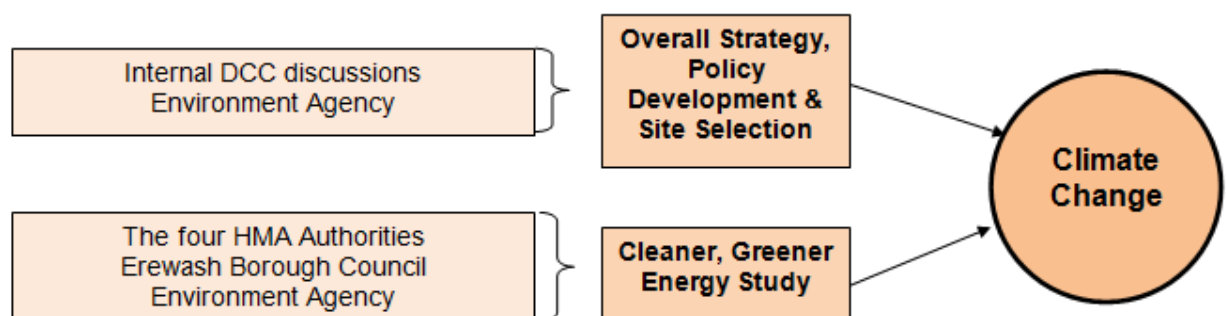 Internal DCC discussions
Environment Agency
Overall Strategy,
Policy
Development &
Site Selection
Climate
Change
The four HMA Authorities
Erewash Borough Council
Environment Agency
Cleaner, Greener
Energy Study